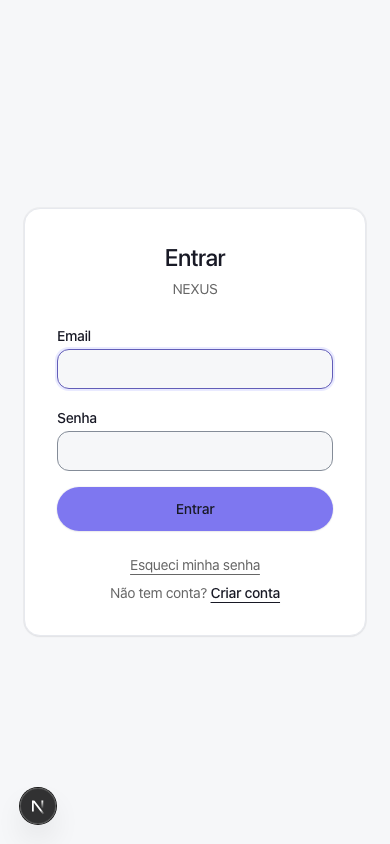 Entrar
NEXUS
Email
Senha
Entrar
Esqueci minha senha
Não tem conta? Criar conta
N